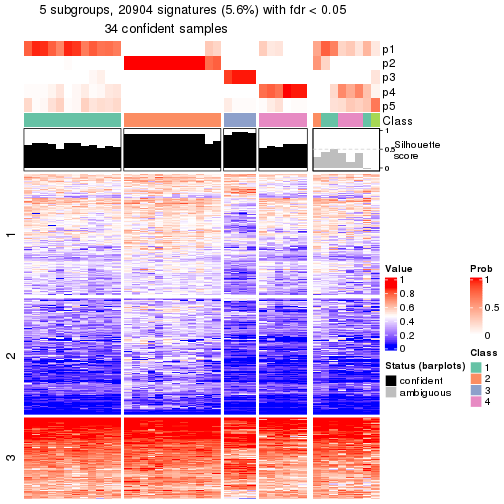 5 subgroups, 20904 signatures (5.6%) with fdr < 0.05
34 confident samples
p1
p2
p3
p4
p5
Class
1
0.5
0
Silhouette
score
1
2
3
Value
1
0.8
0.6
0.4
0.2
0
Status (barplots)
confident
ambiguous
Prob
1
0.5
0
Class
1
2
3
4